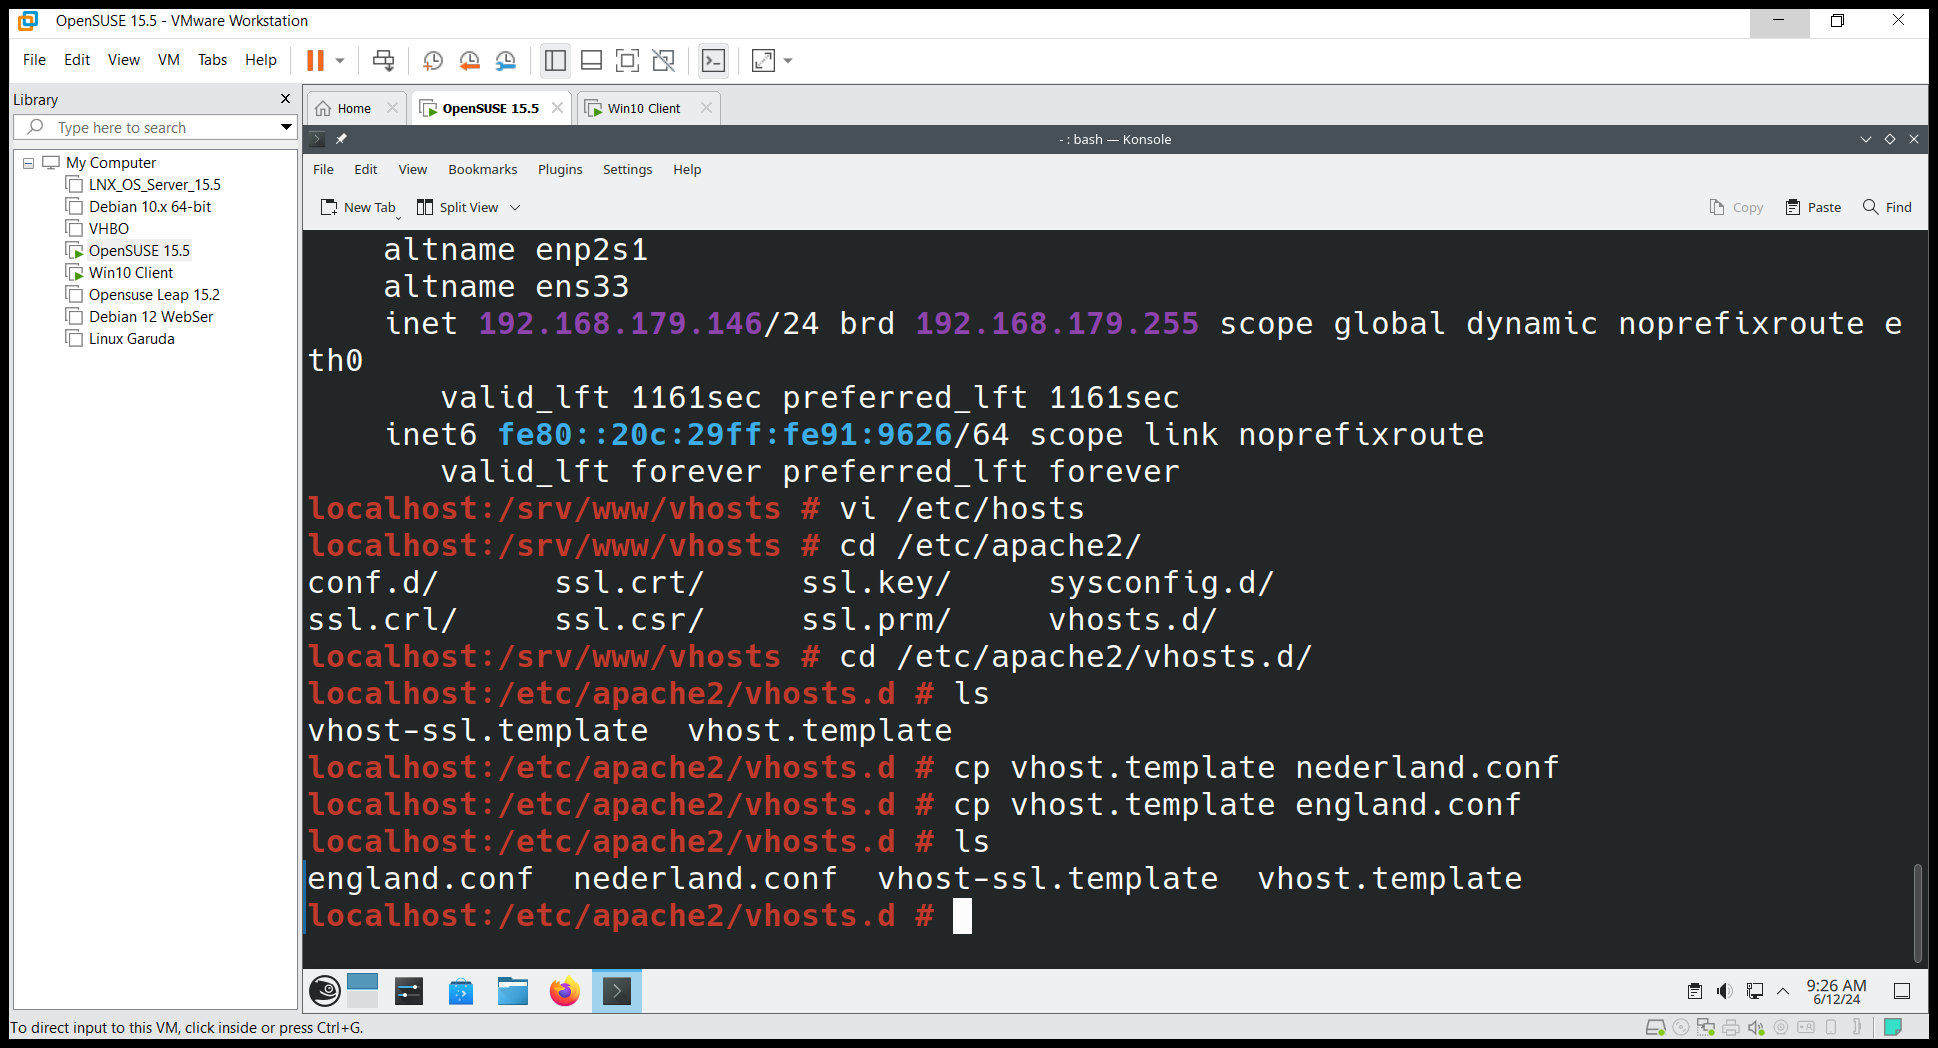 OpenSUSE 15.5 - VMware Workstation
File Edit View VM Tabs Help
Library
Type here to search
My Computer
LNX_OS_Server_15.5
Debian 10.x 64-bit
VHBO
OpenSUSE 15.5
Win10 Client
Opensuse Leap 15.2
Debian 12 WebSer
Linux Garuda
Home OpenSUSE 15.5 Win10 Client
- : bash — Konsole
File Edit View Bookmarks Plugins Settings Help
New Tab Split View Copy Paste Find
altname enp2s1
altname ens33
inet 192.168.179.146/24 brd 192.168.179.255 scope global dynamic noprefixroute e
th0
valid_lft 1161sec preferred_lft 1161sec
inet6 fe80::20c:29ff:fe91:9626/64 scope link noprefixroute
valid_lft forever preferred_lft forever
localhost:/srv/www/vhosts # vi /etc/hosts
localhost:/srv/www/vhosts # cd /etc/apache2/
conf.d/ ssl.crt/ ssl.key/ sysconfig.d/
ssl.crl/ ssl.csr/ ssl.prm/ vhosts.d/
localhost:/srv/www/vhosts # cd /etc/apache2/vhosts.d/
localhost:/etc/apache2/vhosts.d # ls
vhost-ssl.template vhost.template
localhost:/etc/apache2/vhosts.d # cp vhost.template nederland.conf
localhost:/etc/apache2/vhosts.d # cp vhost.template england.conf
localhost:/etc/apache2/vhosts.d # ls
england.conf nederland.conf vhost-ssl.template vhost.template
localhost:/etc/apache2/vhosts.d #
9:26 AM
6/12/24
To direct input to this VM, click inside or press Ctrl+G.